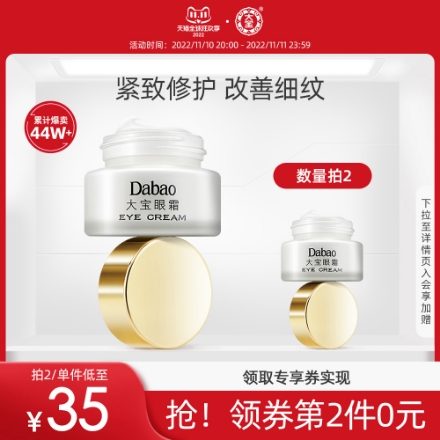 天猫全球狂欢季
2022
大宝
活动时间：2022/11/10 20:00 - 2022/11/11 23:59
紧致修护 改善细纹
累计爆卖
44W+
数量拍2
Dabao
大宝眼霜
EYE CREAM
Dabao
大宝眼霜
EYE CREAM
下拉至详情页入会享加赠
拍2/单件低至
¥35
领取专享券实现
抢！领券第2件0元